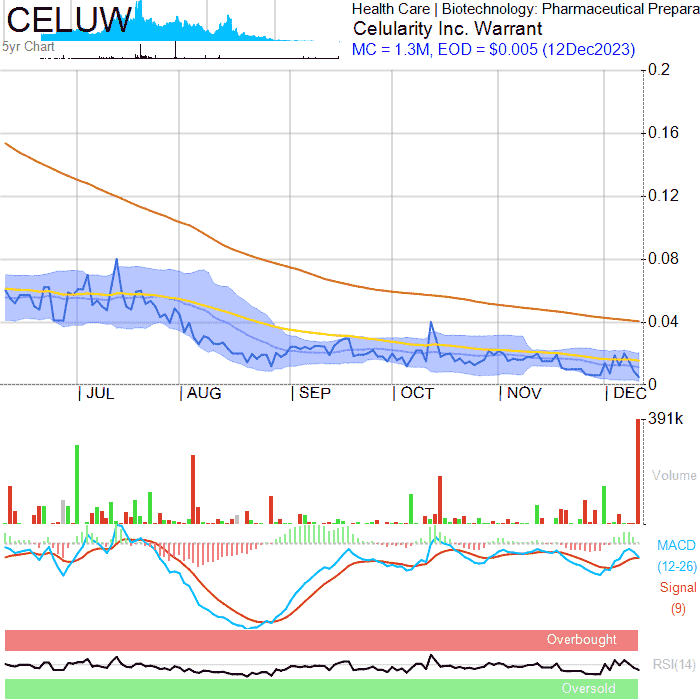 CELUW
5yr Chart
Health Care | Biotechnology: Pharmaceutical Prepara
Celularity Inc. Warrant
MC = 1.3M, EOD = $0.005 (12Dec2023)
0.2
0.16
0.12
0.08
0.04
0
| JUL | AUG | SEP | OCT | NOV | DEC
391k
Volume
MACD
(12-26)
Signal
(9)
Overbought
RSI(14)
Oversold